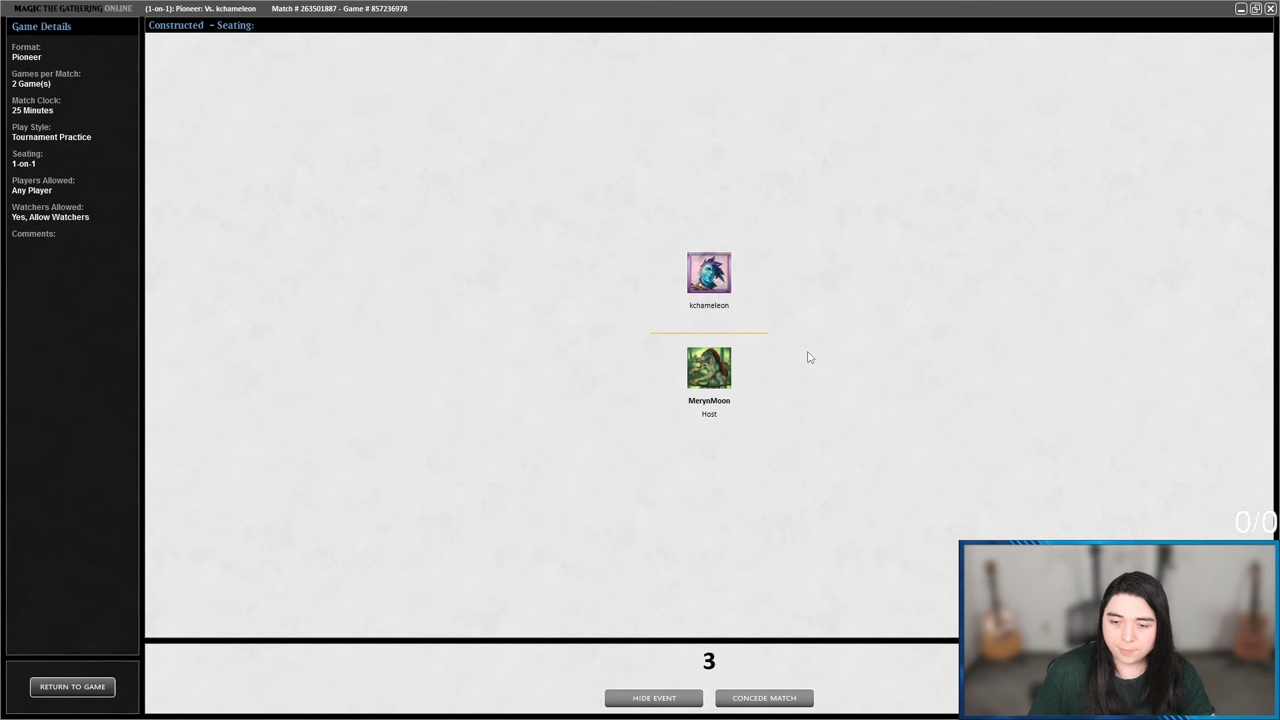 MAGIC THE GATHERING ONLINE
(1-on-1): Pioneer: Vs. kchameleon
Match # 263501887 - Game # 857236978
Game Details
Constructed - Seating:
Format:
Pioneer
Games per Match:
2 Game(s)
Match Clock:
25 Minutes
Play Style:
Tournament Practice
Seating:
1-on-1
Players Allowed:
Any Player
Watchers Allowed:
Yes, Allow Watchers
Comments:
kchameleon
MerynMoon
Host
0/0
3
RETURN TO GAME
HIDE EVENT
CONCEDE MATCH